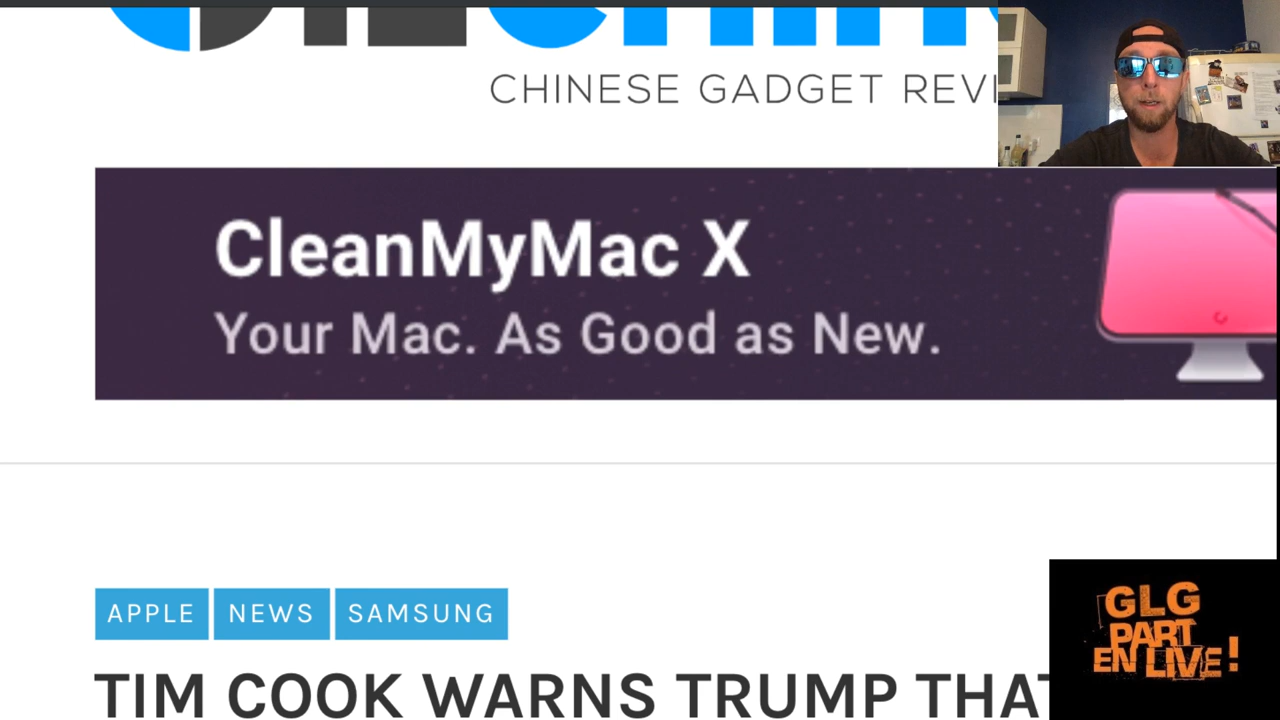 CHINESE GADGET REVI
CleanMyMac X
Your Mac. As Good as New.
APPLE NEWS SAMSUNG
TIM COOK WARNS TRUMP THAT
GLG
PART
EN LIVE !